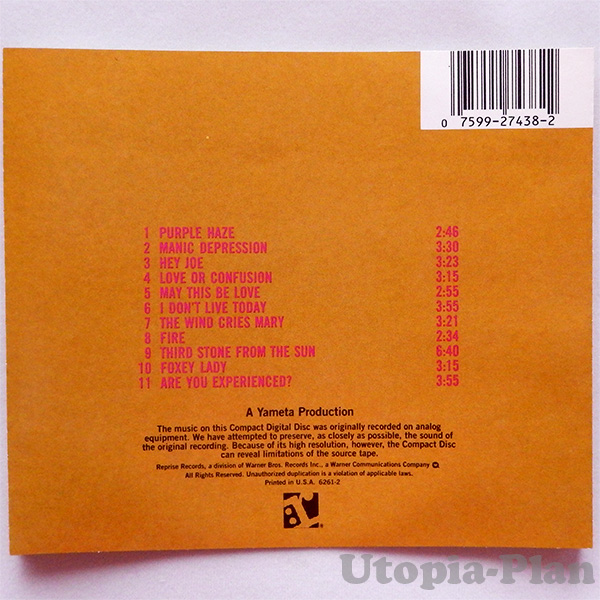 0 7599-27438-2
1 PURPLE HAZE 2:46
2 MANIC DEPRESSION 3:30
3 HEY JOE 3:23
4 LOVE OR CONFUSION 3:15
5 MAY THIS BE LOVE 2:55
6 I DON'T LIVE TODAY 3:55
7 THE WIND CRIES MARY 3:21
8 FIRE 2:34
9 THIRD STONE FROM THE SUN 6:40
10 FOXEY LADY 3:15
11 ARE YOU EXPERIENCED? 3:55
A Yameta Production
The music on this Compact Digital Disc was originally recorded on analog
equipment. We have attempted to preserve, as closely as possible, the sound of
the original recording. Because of its high resolution, however, the Compact Disc
can reveal limitations of the source tape.
Reprise Records, a division of Warner Bros. Records Inc., a Warner Communications Company
All Rights Reserved. Unauthorized duplication is a violation of applicable laws.
Printed in U.S.A. 6261-2
Utopia-Plan